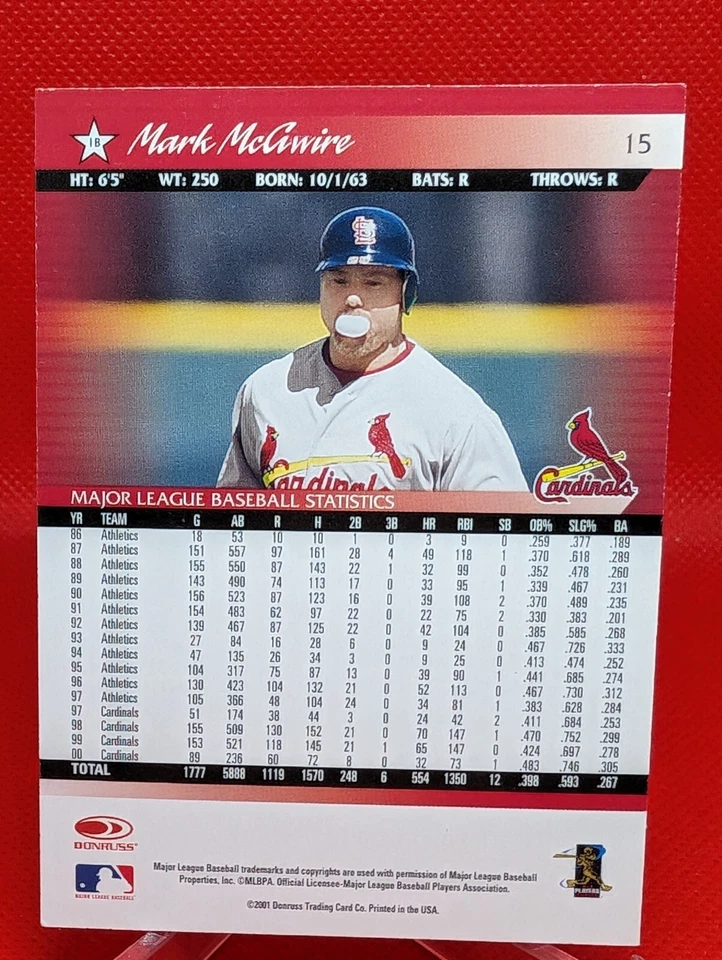 1B Mark McGwire 15
HT: 6'5" WT: 250 BORN: 10/1/63 BATS: R THROWS: R
Cardinals
Cardinals
MAJOR LEAGUE BASEBALL STATISTICS
YR TEAM G AB R H 2B 3B HR RBI SB OB% SLG% BA
86 Athletics 18 53 10 10 1 0 3 9 0 .259 .377 .189
87 Athletics 151 557 97 161 28 4 49 118 1 .370 .618 .289
88 Athletics 155 550 87 143 22 1 32 99 0 .352 .478 .260
89 Athletics 143 490 74 113 17 0 33 95 1 .339 .467 .231
90 Athletics 156 523 87 123 16 0 39 108 2 .370 .489 .235
91 Athletics 154 483 62 97 22 0 22 75 2 .330 .383 .201
92 Athletics 139 467 87 125 22 0 42 104 0 .385 .585 .268
93 Athletics 27 84 16 28 6 0 9 24 0 .467 .726 .333
94 Athletics 47 135 26 34 3 0 9 25 0 .413 .474 .252
95 Athletics 104 317 75 87 13 0 39 90 1 .441 .685 .274
96 Athletics 130 423 104 132 21 0 52 113 0 .467 .730 .312
97 Athletics 105 366 48 104 24 0 34 81 1 .383 .628 .284
97 Cardinals 51 174 38 44 3 0 24 42 2 .411 .684 .253
98 Cardinals 155 509 130 152 21 0 70 147 1 .470 .752 .299
99 Cardinals 153 521 118 145 21 1 65 147 0 .424 .697 .278
00 Cardinals 89 236 60 72 8 0 32 73 1 .483 .746 .305
TOTAL 1777 5888 1119 1570 248 6 554 1350 12 .398 .593 .267
DONRUSS
MAJOR LEAGUE BASEBALL
Major League Baseball trademarks and copyrights are used with permission of Major League Baseball
Properties, Inc. ©MLBPA. Official Licensee-Major League Baseball Players Association.
©2001 Donruss Trading Card Co. Printed in the USA.
PLAYERS